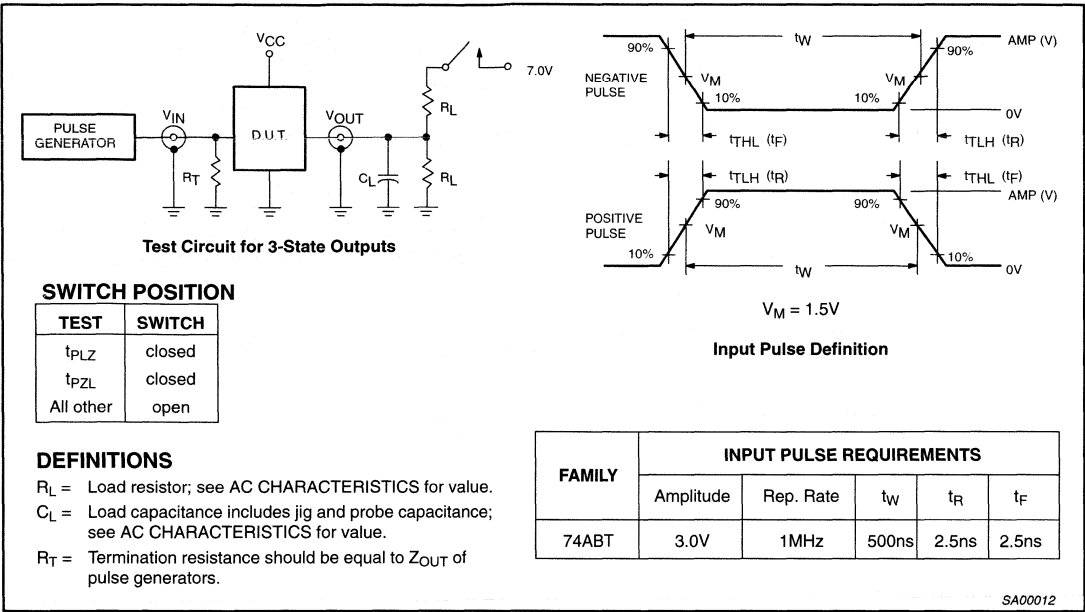 VCC
7.0V
RL
PULSE
GENERATOR
VIN
D.U.T.
VOUT
RT
CL
RL
Test Circuit for 3-State Outputs
SWITCH POSITION
TEST SWITCH
tPLZ closed
tPZL closed
All other open
DEFINITIONS
RL = Load resistor; see AC CHARACTERISTICS for value.
CL = Load capacitance includes jig and probe capacitance;
see AC CHARACTERISTICS for value.
RT = Termination resistance should be equal to ZOUT of
pulse generators.
90% tW 90% AMP (V)
NEGATIVE
PULSE
VM VM
10% 10%
0V
tTHL (tF) tTLH (tR)
tTLH (tR) tTHL (tF)
AMP (V)
90% 90%
POSITIVE
PULSE
VM VM
10% 10%
tW
0V
VM = 1.5V
Input Pulse Definition
FAMILY INPUT PULSE REQUIREMENTS
Amplitude Rep. Rate tW tR tF
74ABT 3.0V 1MHz 500ns 2.5ns 2.5ns
SA00012